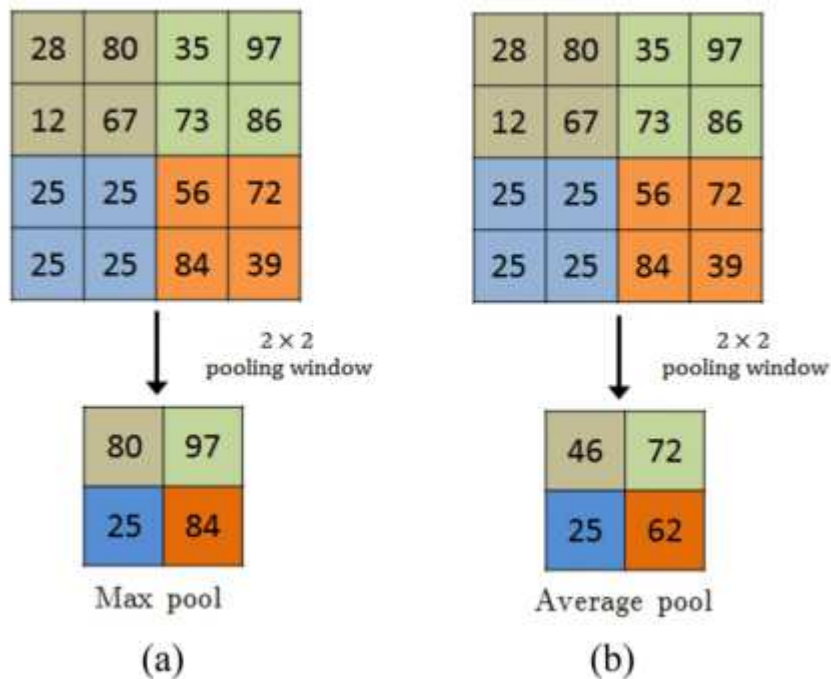 28 80 35 97
12 67 73 86
25 25 56 72
25 25 84 39
2 × 2
pooling window
80 97
25 84
Max pool
(a)
28 80 35 97
12 67 73 86
25 25 56 72
25 25 84 39
2 × 2
pooling window
46 72
25 62
Average pool
(b)